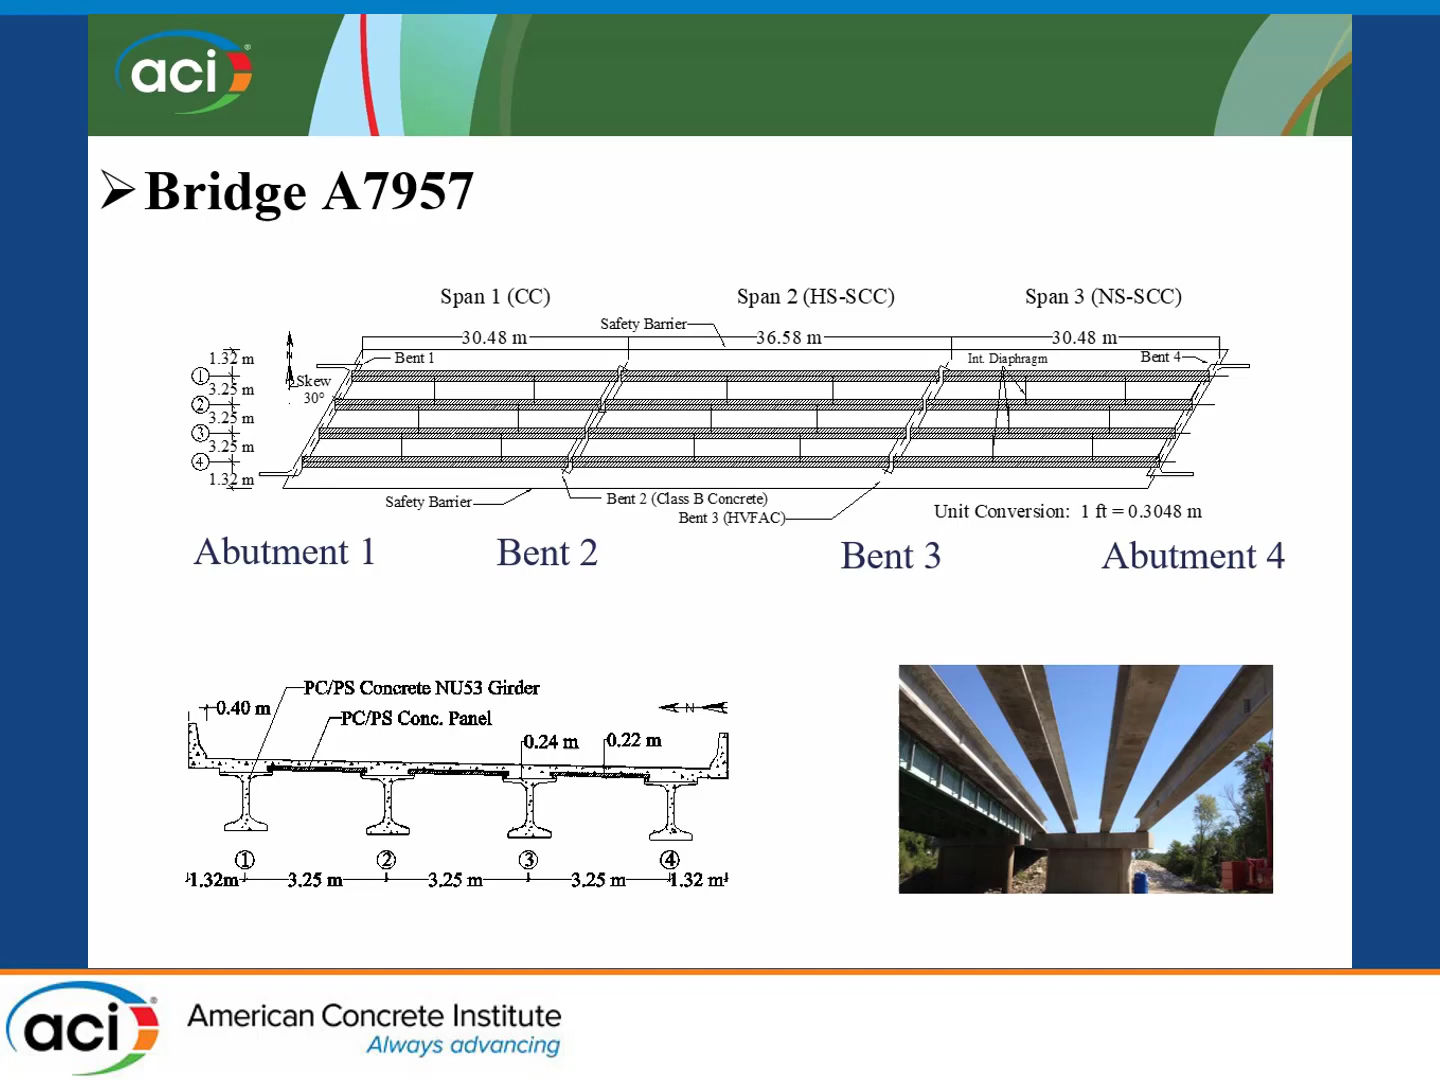 aci
Bridge A7957
Span 1 (CC)
Span 2 (HS-SCC)
Span 3 (NS-SCC)
Safety Barrier
30.48 m
36.58 m
30.48 m
1.32 m
Bent 1
Int. Diaphragm
Bent 4
1
Skew
30°
3.25 m
2
3.25 m
3
3.25 m
4
1.32 m
Safety Barrier
Bent 2 (Class B Concrete)
Bent 3 (HVFAC)
Unit Conversion: 1 ft = 0.3048 m
Abutment 1
Bent 2
Bent 3
Abutment 4
PC/PS Concrete NU53 Girder
0.40 m
PC/PS Conc. Panel
N
0.24 m
0.22 m
1
2
3
4
1.32m
3.25 m
3.25 m
3.25 m
1.32 m
aci
American Concrete Institute
Always advancing